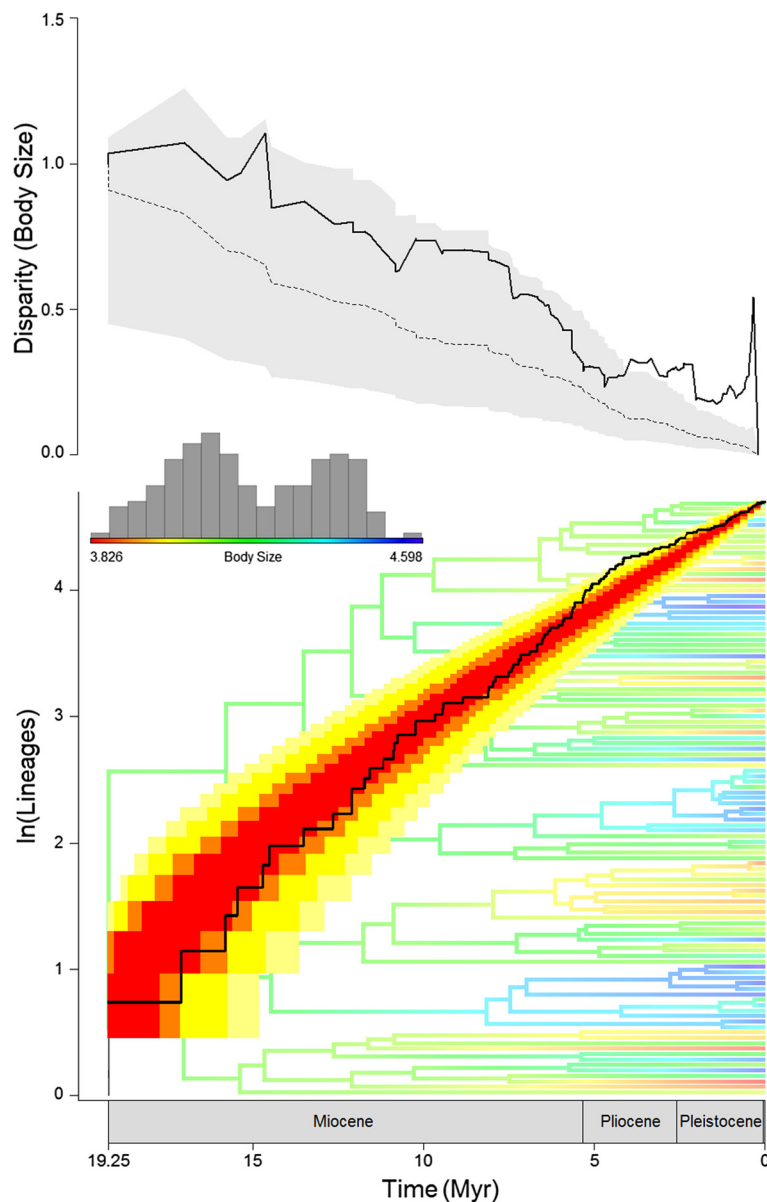 1.5
1.0
0.5
0.0
Disparity (Body Size)
3.826
Body Size
4.598
4
3
2
1
0
ln(Lineages)
Miocene
Pliocene
Pleistocene
19.25
15
10
5
0
Time (Myr)